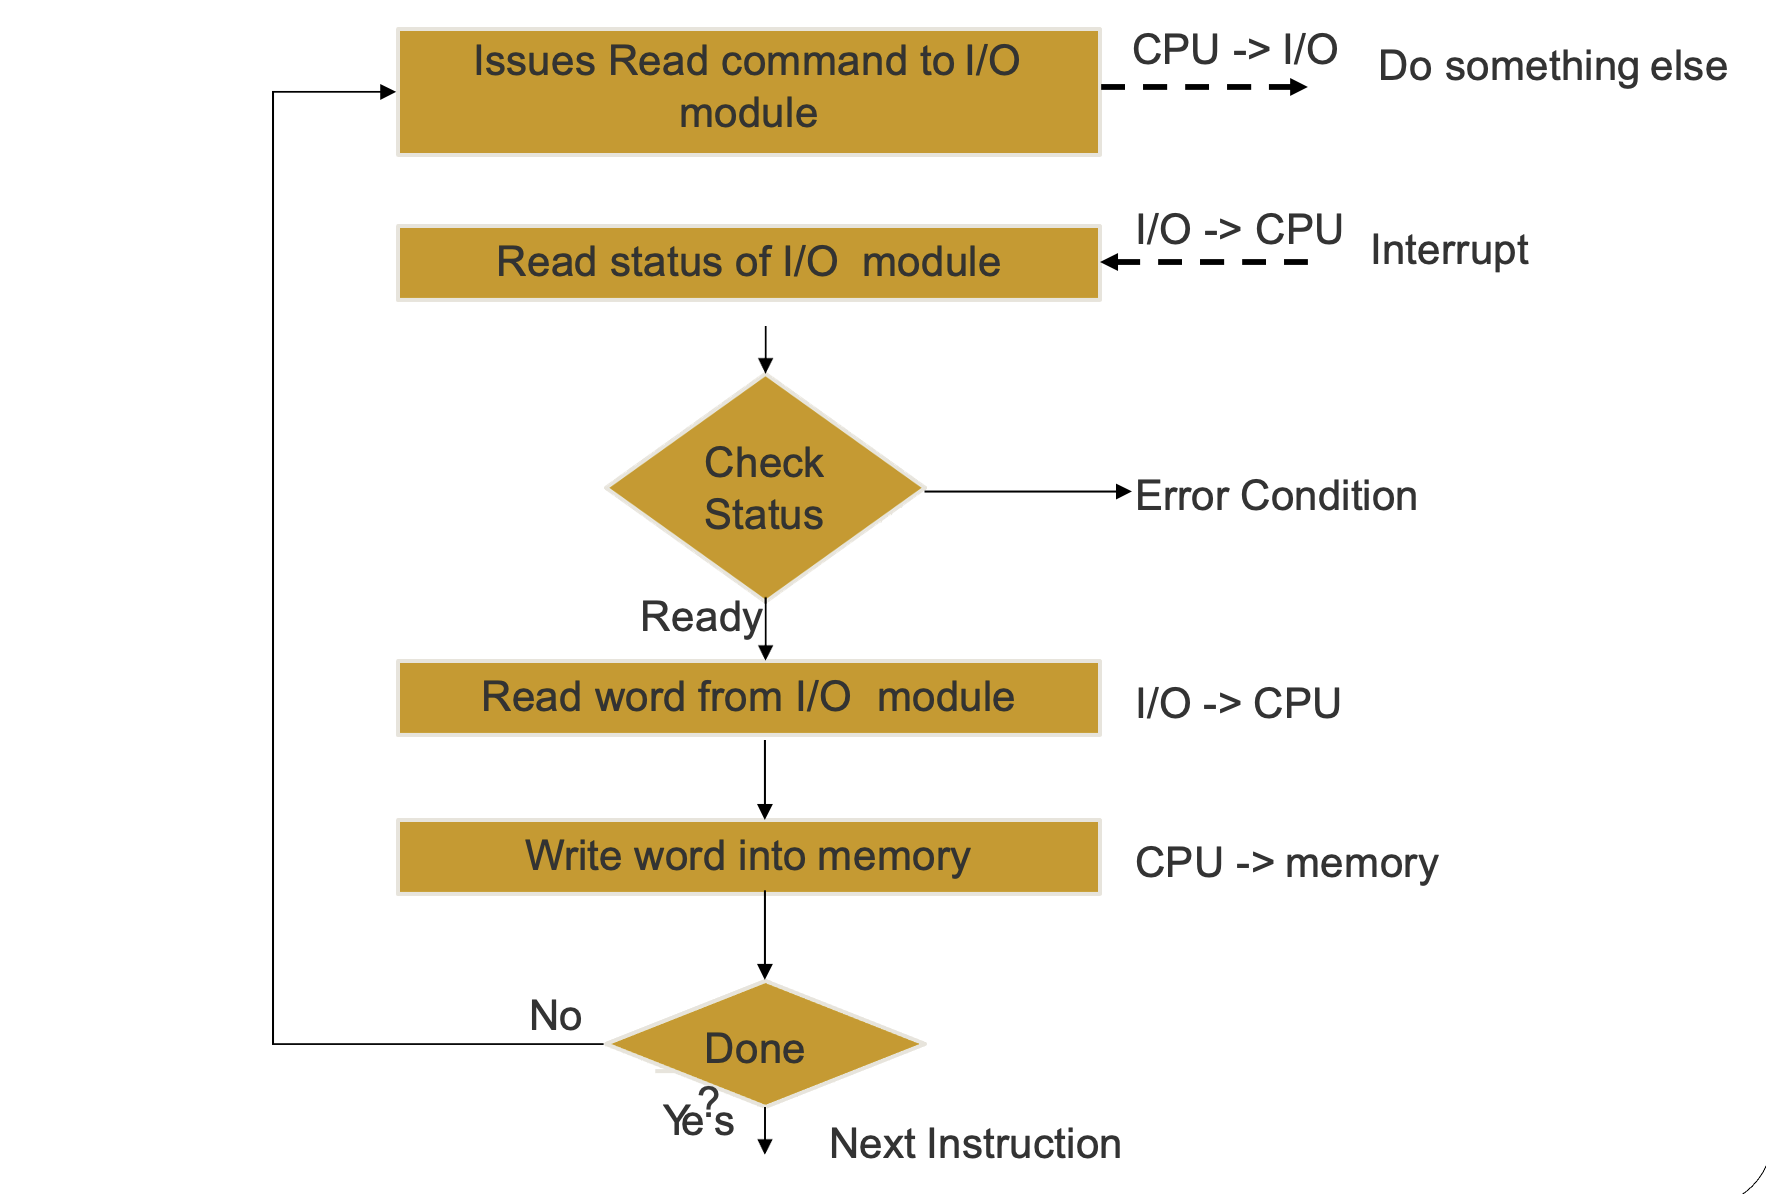 Issues Read command to I/O
module
CPU -> I/O
Do something else
Read status of I/O module
I/O -> CPU
Interrupt
Check
Status
Error Condition
Ready
Read word from I/O module
I/O -> CPU
Write word into memory
CPU -> memory
No
Done
?
Yes
Next Instruction